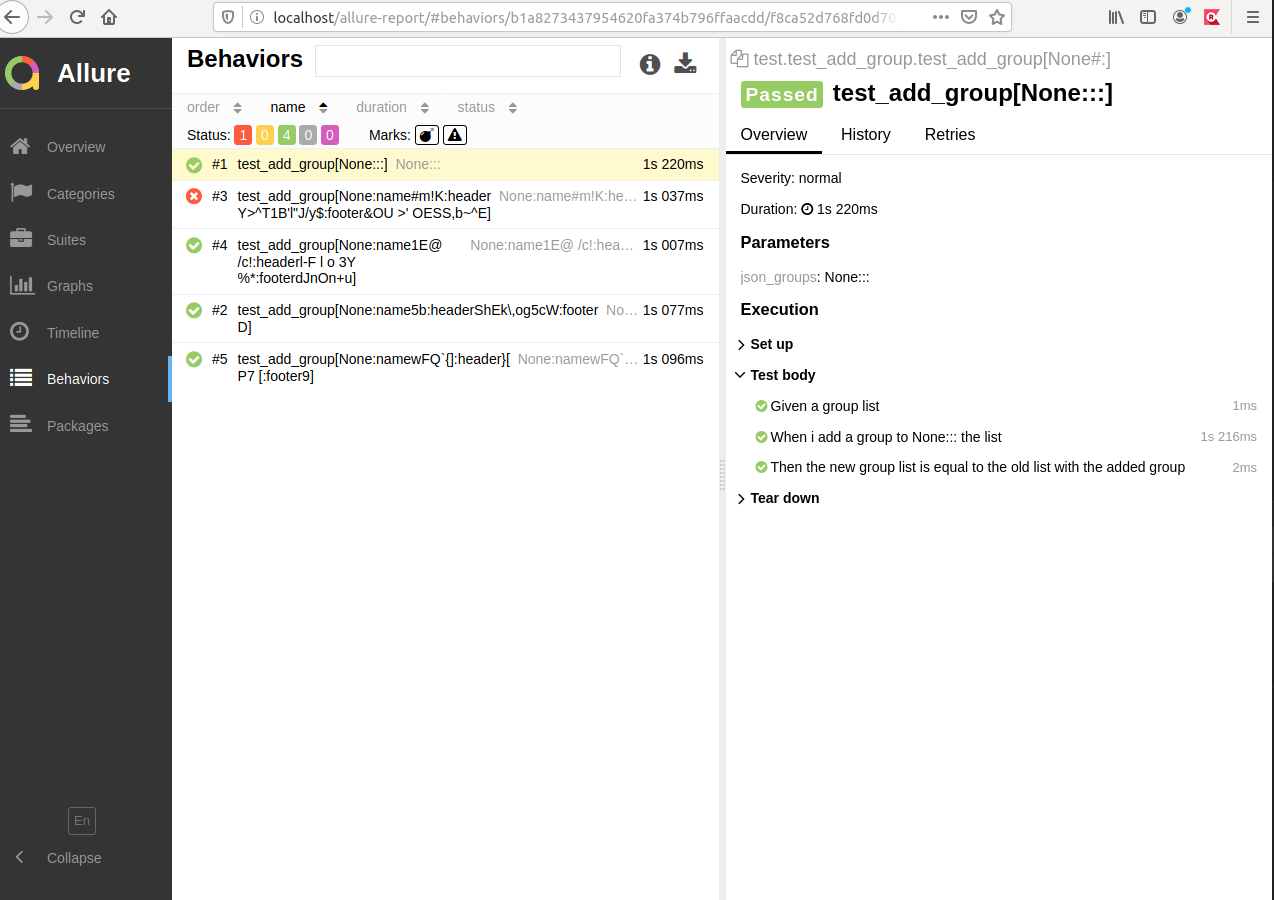 localhost/allure-report/#behaviors/b1a8273437954620fa374b796ffaacdd/f8ca52d768fd0d70
Allure
Overview
Categories
Suites
Graphs
Timeline
Behaviors
Packages
En
Collapse
Behaviors
order name duration status
Status: 1 0 4 0 0 Marks:
#1 test_add_group[None:::] None::: 1s 220ms
#3 test_add_group[None:name#m!K:header None:name#m!K:he… 1s 037ms
Y>^T1B'l"J/y$:footer&OU >' OESS,b~^E]
#4 test_add_group[None:name1E@ None:name1E@ /c!:hea… 1s 007ms
/c!:headerl-F l o 3Y
%*:footerdJnOn+u]
#2 test_add_group[None:name5b:headerShEk\,og5cW:footer No… 1s 077ms
D]
#5 test_add_group[None:namewFQ`{]:header}[ None:namewFQ`… 1s 096ms
P7 [:footer9]
test.test_add_group.test_add_group[None#:]
Passed test_add_group[None:::]
Overview History Retries
Severity: normal
Duration: 1s 220ms
Parameters
json_groups: None:::
Execution
Set up
Test body
Given a group list 1ms
When i add a group to None::: the list 1s 216ms
Then the new group list is equal to the old list with the added group 2ms
Tear down